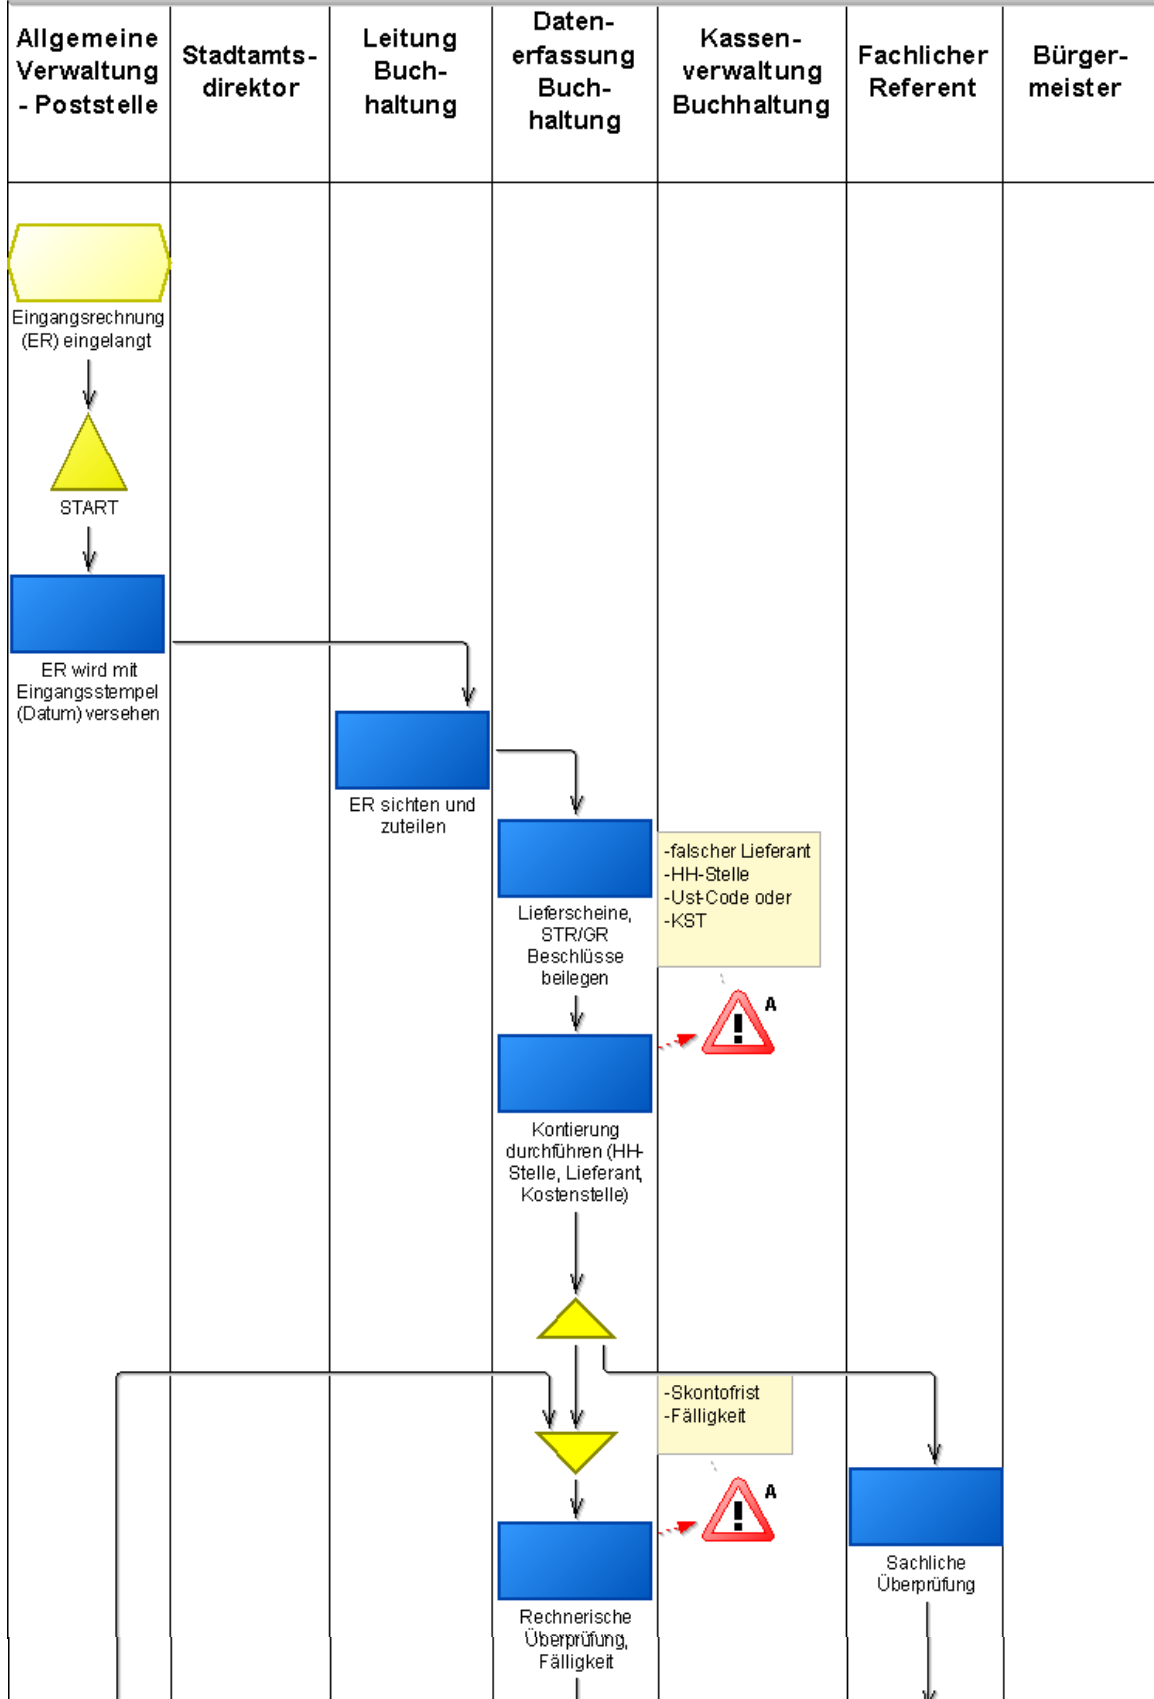 Allgemeine
Verwaltung
- Poststelle
Stadtamts-
direktor
Leitung
Buch-
haltung
Daten-
erfassung
Buch-
haltung
Kassen-
verwaltung
Buchhaltung
Fachlicher
Referent
Bürger-
meister
Eingangsrechnung
(ER) eingelangt
START
ER wird mit
Eingangsstempel
(Datum) versehen
ER sichten und
zuteilen
-falscher Lieferant
-HH-Stelle
-Ust-Code oder
-KST
Lieferscheine,
STR/GR
Beschlüsse
beilegen
A
!
Kontierung
durchführen (HH-
Stelle, Lieferant,
Kostenstelle)
-Skontofrist
-Fälligkeit
A
!
Sachliche
Überprüfung
Rechnerische
Überprüfung,
Fälligkeit